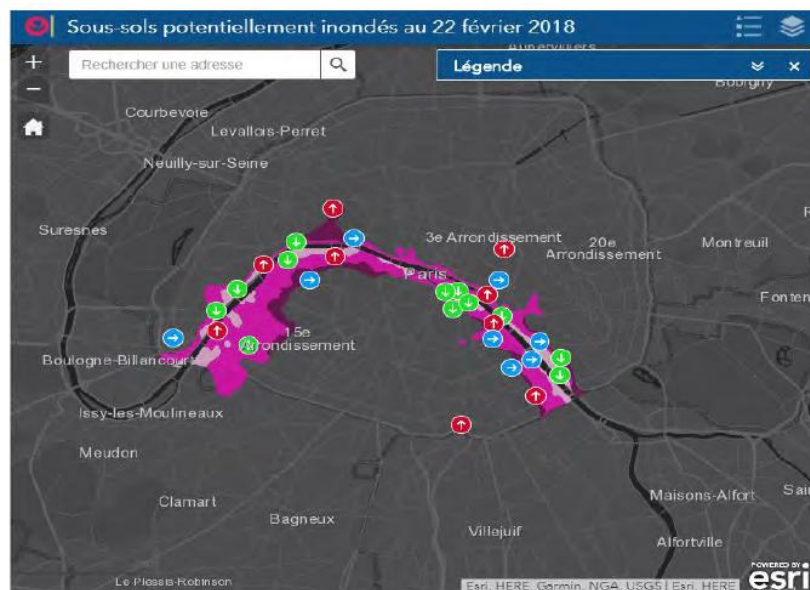 Sous-sols potentiellement inondés au 22 février 2018
Rechercher une adresse
Légende
Courbevoie
Levallois-Perret
Neuilly-sur-Seine
Suresnes
3e Arrondissement
20e
Arrondissement
Montreuil
Paris
15e
Arrondissement
Boulogne-Billancourt
Issy-les-Moulineaux
Meudon
Clamart
Bagneux
Villejuif
Maisons-Alfort
Alfortville
Le Plessis-Robinson
Esri, HERE, Garmin, NGA, USGS | Esri, HERE
POWERED BY
esri